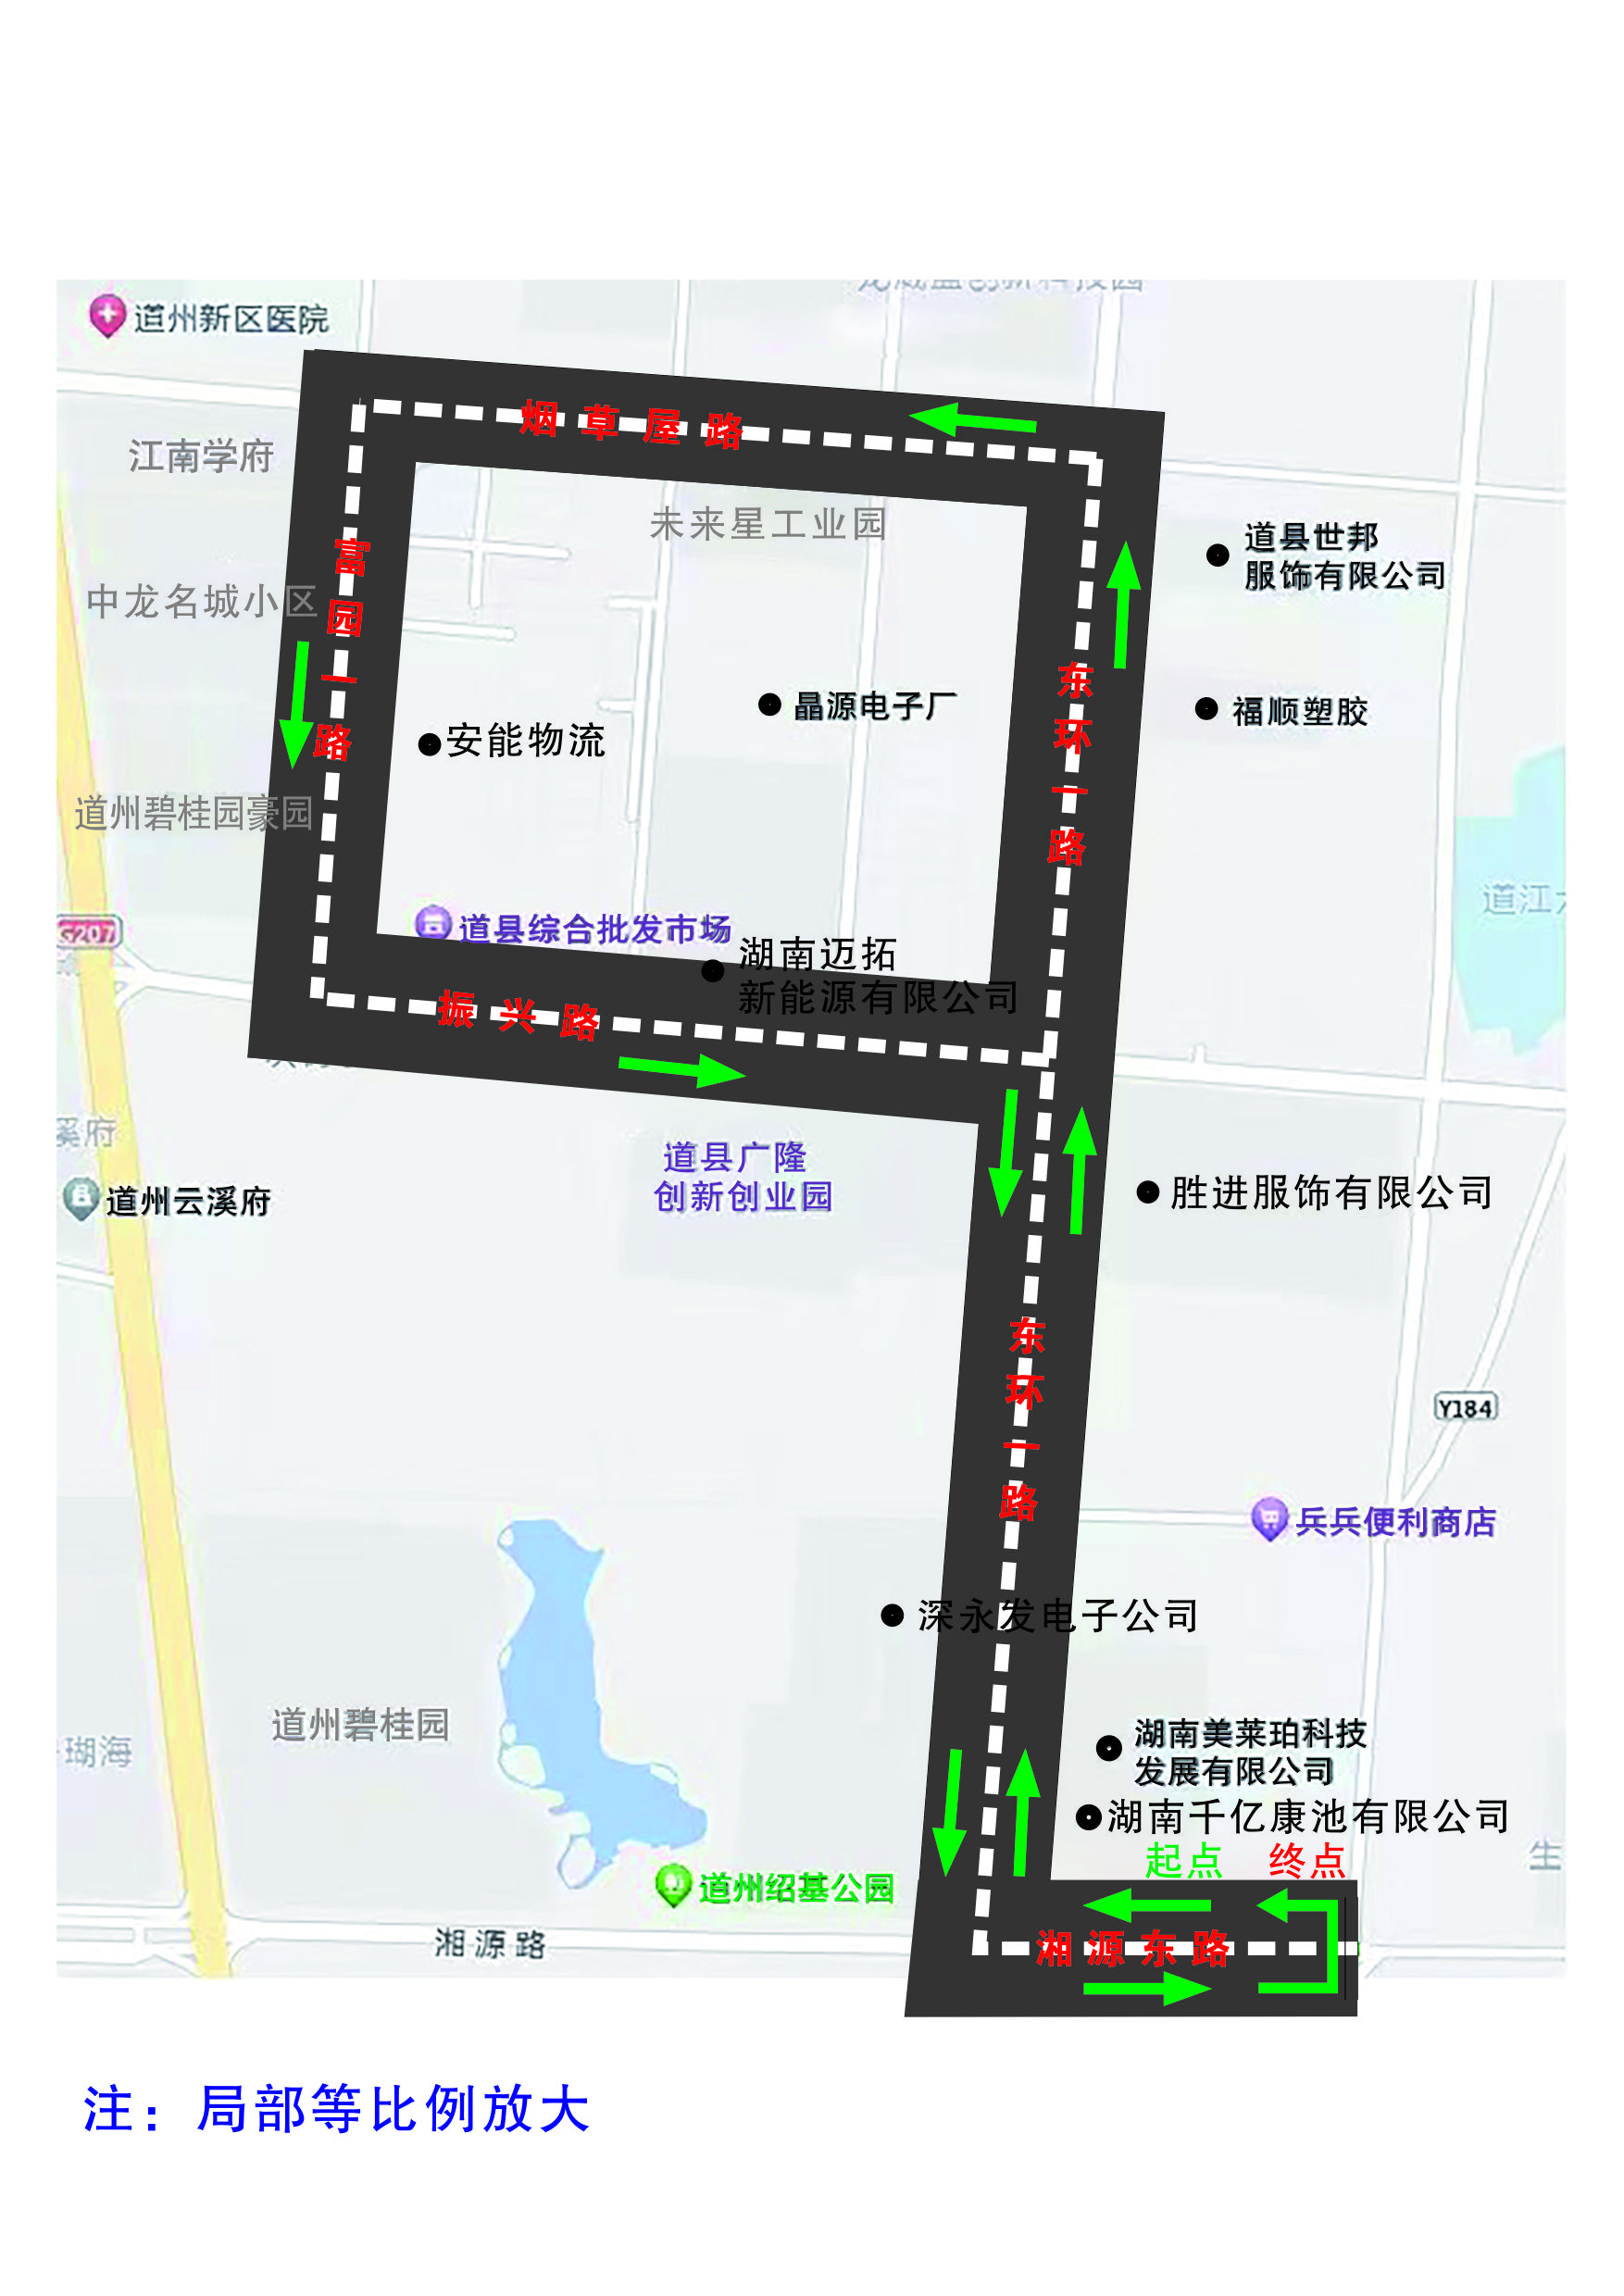 道州新区医院
烟草屋路
江南学府
未来星工业园
道县世邦
服饰有限公司
富园一路
中龙名城小区
东环一路
晶源电子厂
福顺塑胶
安能物流
道州碧桂园豪园
道江
G207
道县综合批发市场
湖南迈拓
新能源有限公司
振兴路
溪府
道县广隆
创新创业园
道州云溪府
胜进服饰有限公司
东环一路
Y184
兵兵便利商店
深永发电子公司
道州碧桂园
瑚海
湖南美莱珀科技
发展有限公司
湖南千亿康池有限公司
起点 终点
生
道州绍基公园
湘源路
湘源东路
注：局部等比例放大